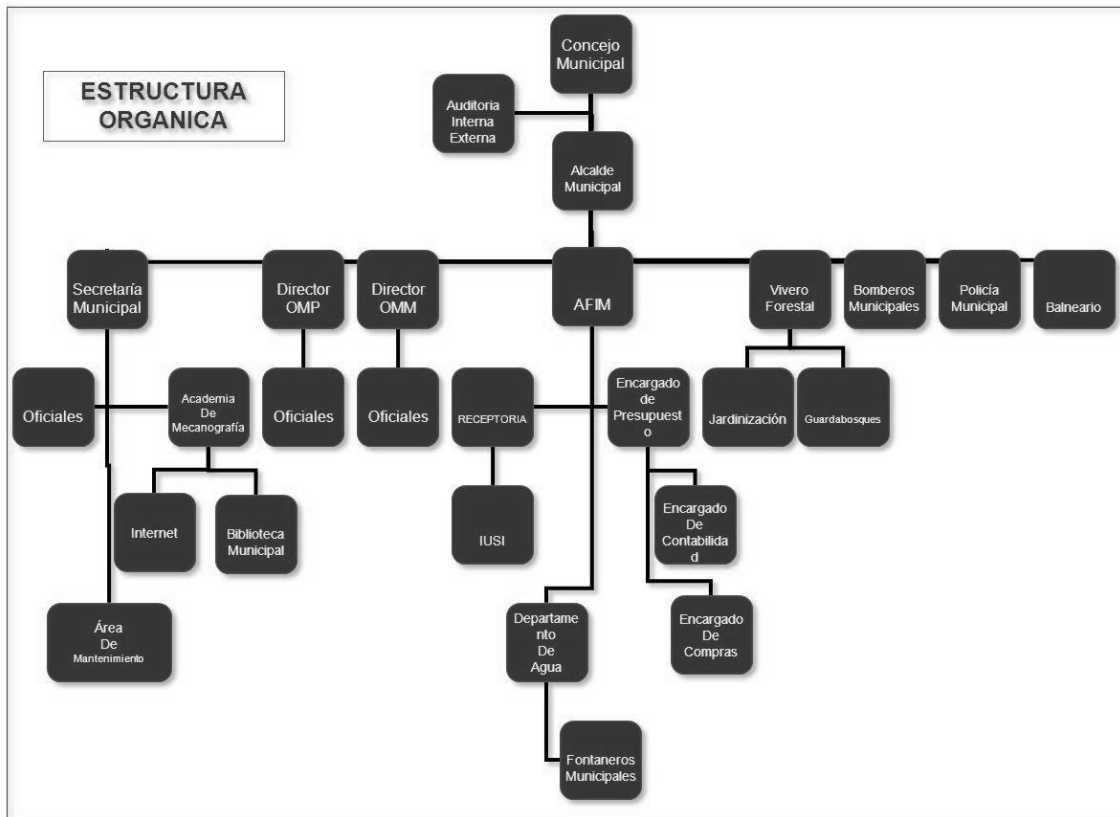 ESTRUCTURA
ORGANICA
Concejo
Municipal
Auditoria
Interna
Externa
Alcalde
Municipal
Secretaría
Municipal
Director
OMP
Director
OMM
AFIM
Vivero
Forestal
Bomberos
Municipales
Policía
Municipal
Balneario
Oficiales
Academia
De
Mecanografía
Oficiales
Oficiales
RECEPTORIA
Encargado
de
Presupuest
o
Jardinización
Guardabosques
Internet
Biblioteca
Municipal
IUSI
Encargado
De
Contabilida
d
Área
De
Mantenimiento
Departame
nto
De
Agua
Encargado
De
Compras
Fontaneros
Municipales